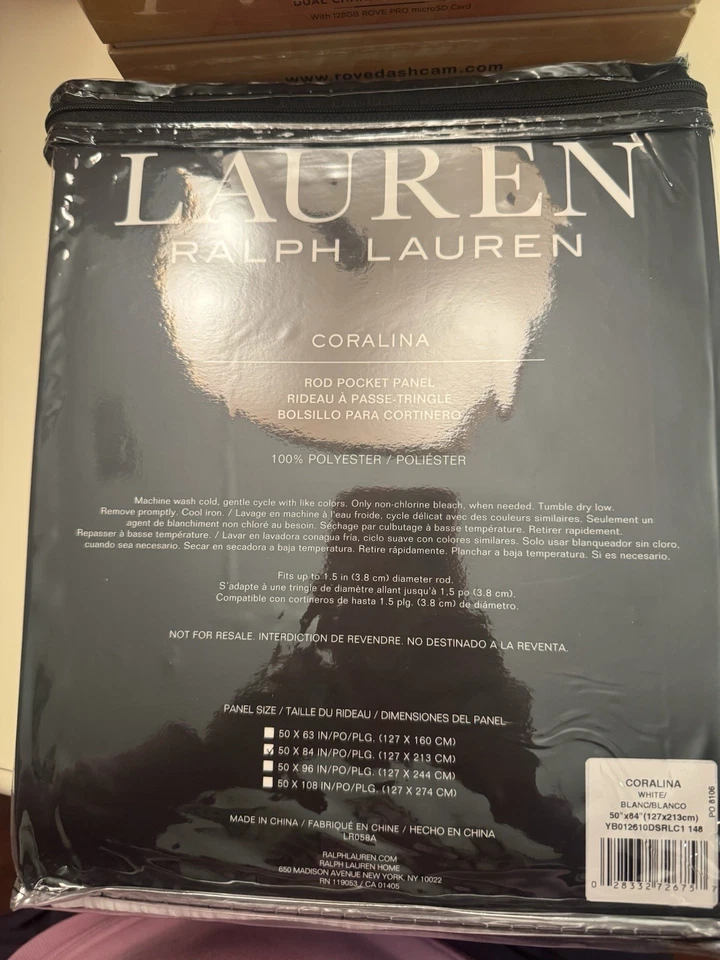 With 128GB ROVE PRO microSD Card
www.rovedashcam.com
LAUREN
RALPH LAUREN
CORALINA
ROD POCKET PANEL
RIDEAU À PASSE-TRINGLE
BOLSILLO PARA CORTINERO
100% POLYESTER / POLIÉSTER
Machine wash cold, gentle cycle with like colors. Only non-chlorine bleach, when needed. Tumble dry low.
Remove promptly. Cool iron. / Lavage en machine à l'eau froide, cycle délicat avec des couleurs similaires. Seulement un
agent de blanchiment non chloré au besoin. Séchage par culbutage à basse température. Retirer rapidement.
Repasser à basse température. / Lavar en lavadora conagua fría, ciclo suave con colores similares. Solo usar blanqueador sin cloro,
cuando sea necesario. Secar en secadora a baja temperatura. Retire rápidamente. Planchar a baja temperatura. Si es necesario.
Fits up to 1.5 in (3.8 cm) diameter rod.
S'adapte à une tringle de diamètre allant jusqu'à 1,5 po (3.8 cm).
Compatible con cortineros de hasta 1.5 plg. (3.8 cm) de diámetro.
NOT FOR RESALE. INTERDICTION DE REVENDRE. NO DESTINADO A LA REVENTA.
PANEL SIZE / TAILLE DU RIDEAU / DIMENSIONES DEL PANEL
50 X 63 IN/PO/PLG. (127 X 160 CM)
50 X 84 IN/PO/PLG. (127 X 213 CM)
50 X 96 IN/PO/PLG. (127 X 244 CM)
50 X 108 IN/PO/PLG. (127 X 274 CM)
MADE IN CHINA / FABRIQUÉ EN CHINE / HECHO EN CHINA
LR058A
RALPHLAUREN.COM
RALPH LAUREN HOME
650 MADISON AVENUE NEW YORK, NY 10022
RN 119053 / CA 01405
CORALINA
WHITE/
BLANC/BLANCO
50"x84"(127x213cm)
YB012610DSRLC1 148
PO 8106
0 28332 72675 7